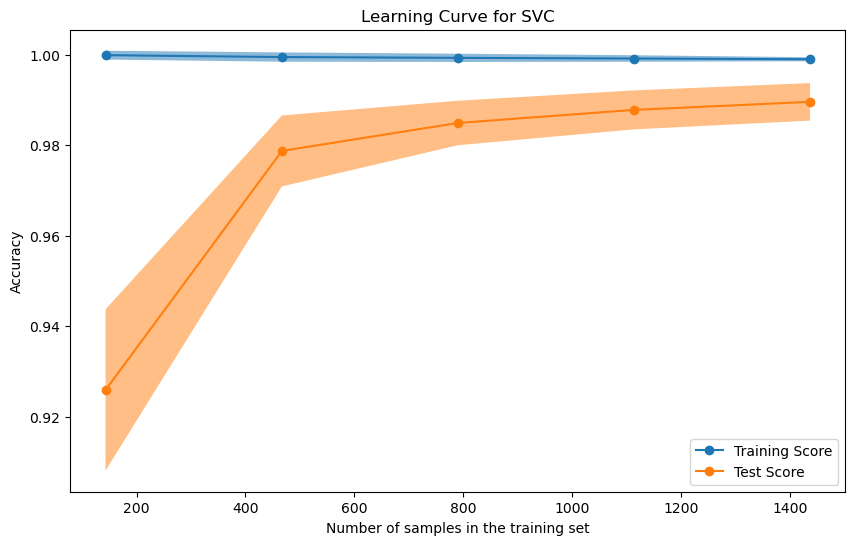 Learning Curve for SVC
Accuracy
1.00
0.98
0.96
0.94
0.92
200 400 600 800 1000 1200 1400
Number of samples in the training set
Training Score
Test Score